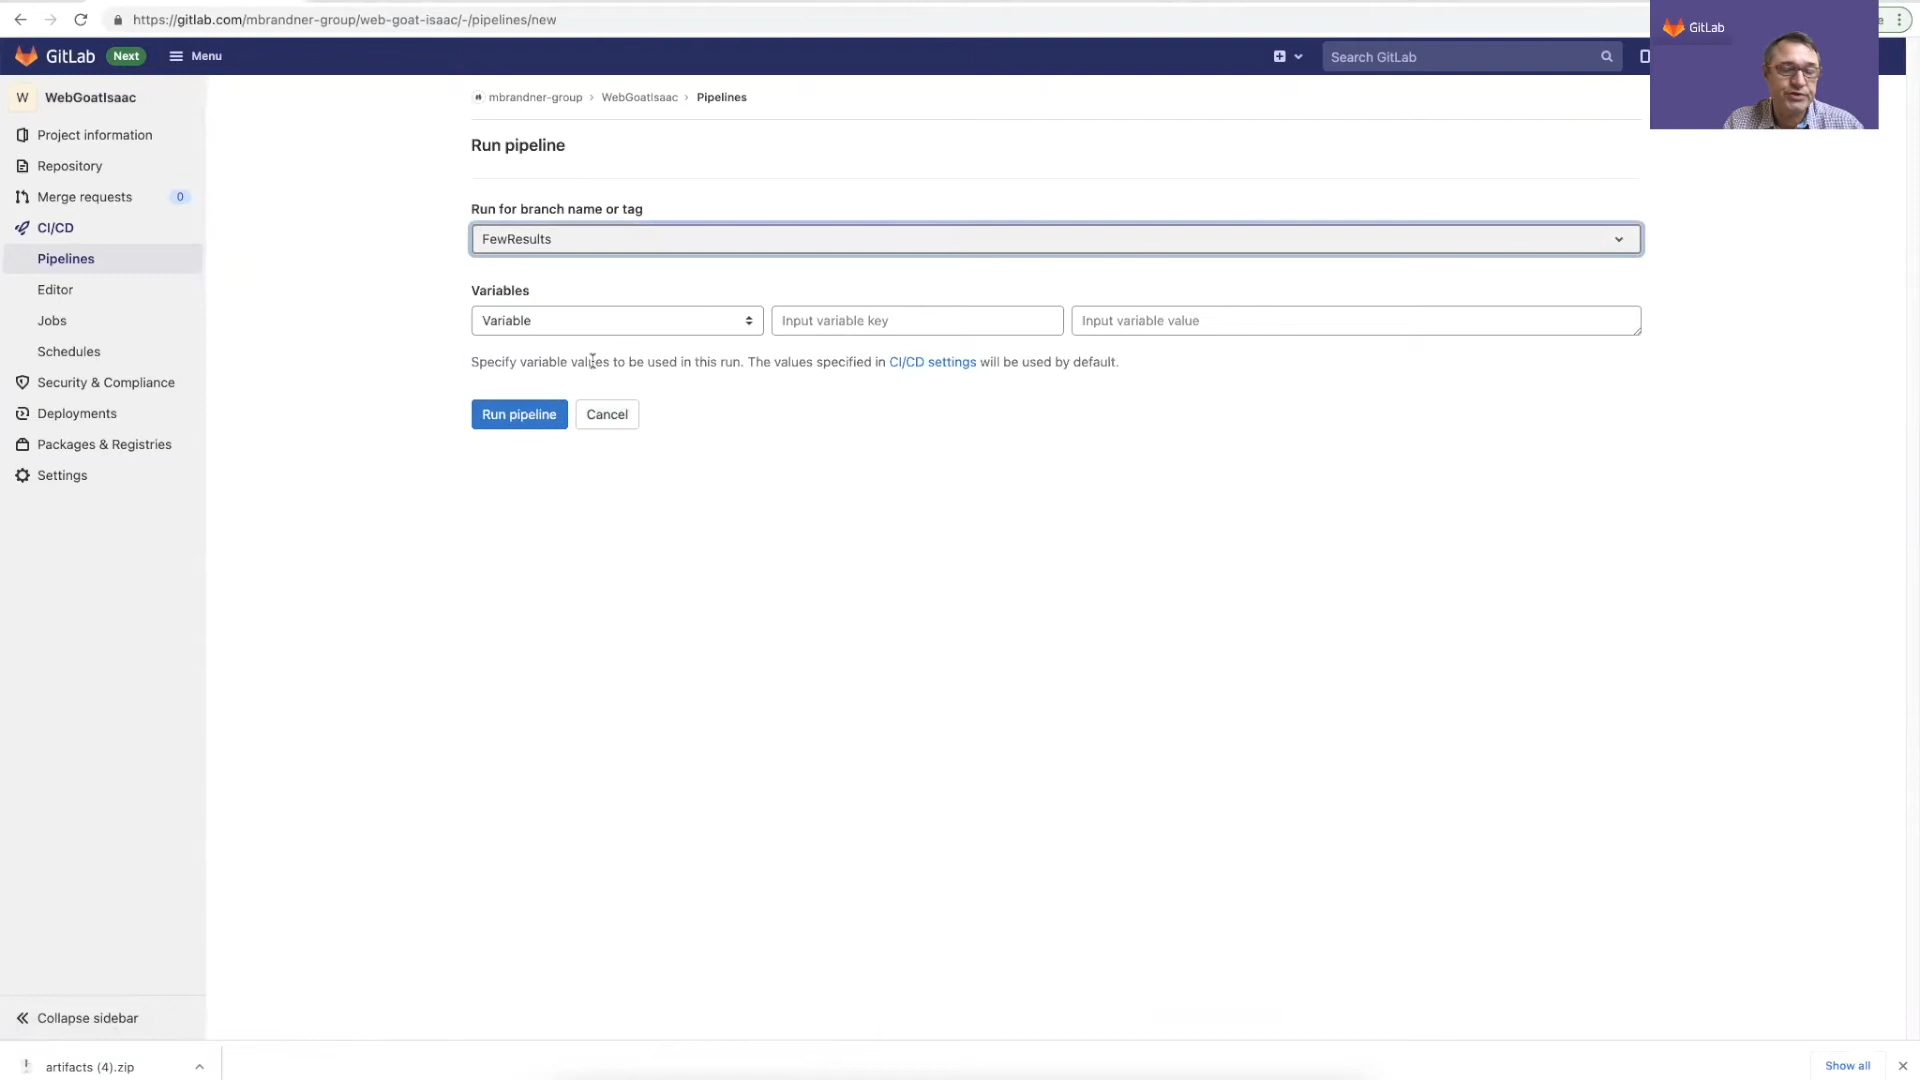 https://gitlab.com/mbrandner-group/web-goat-isaac/-/pipelines/new
GitLab Next Menu Search GitLab
GitLab
W WebGoatIsaac
mbrandner-group › WebGoatIsaac › Pipelines
Project information
Repository
Merge requests 0
CI/CD
Pipelines
Editor
Jobs
Schedules
Security & Compliance
Deployments
Packages & Registries
Settings
Run pipeline
Run for branch name or tag
FewResults
Variables
Variable Input variable key Input variable value
Specify variable values to be used in this run. The values specified in CI/CD settings will be used by default.
Run pipeline Cancel
Collapse sidebar
artifacts (4).zip Show all